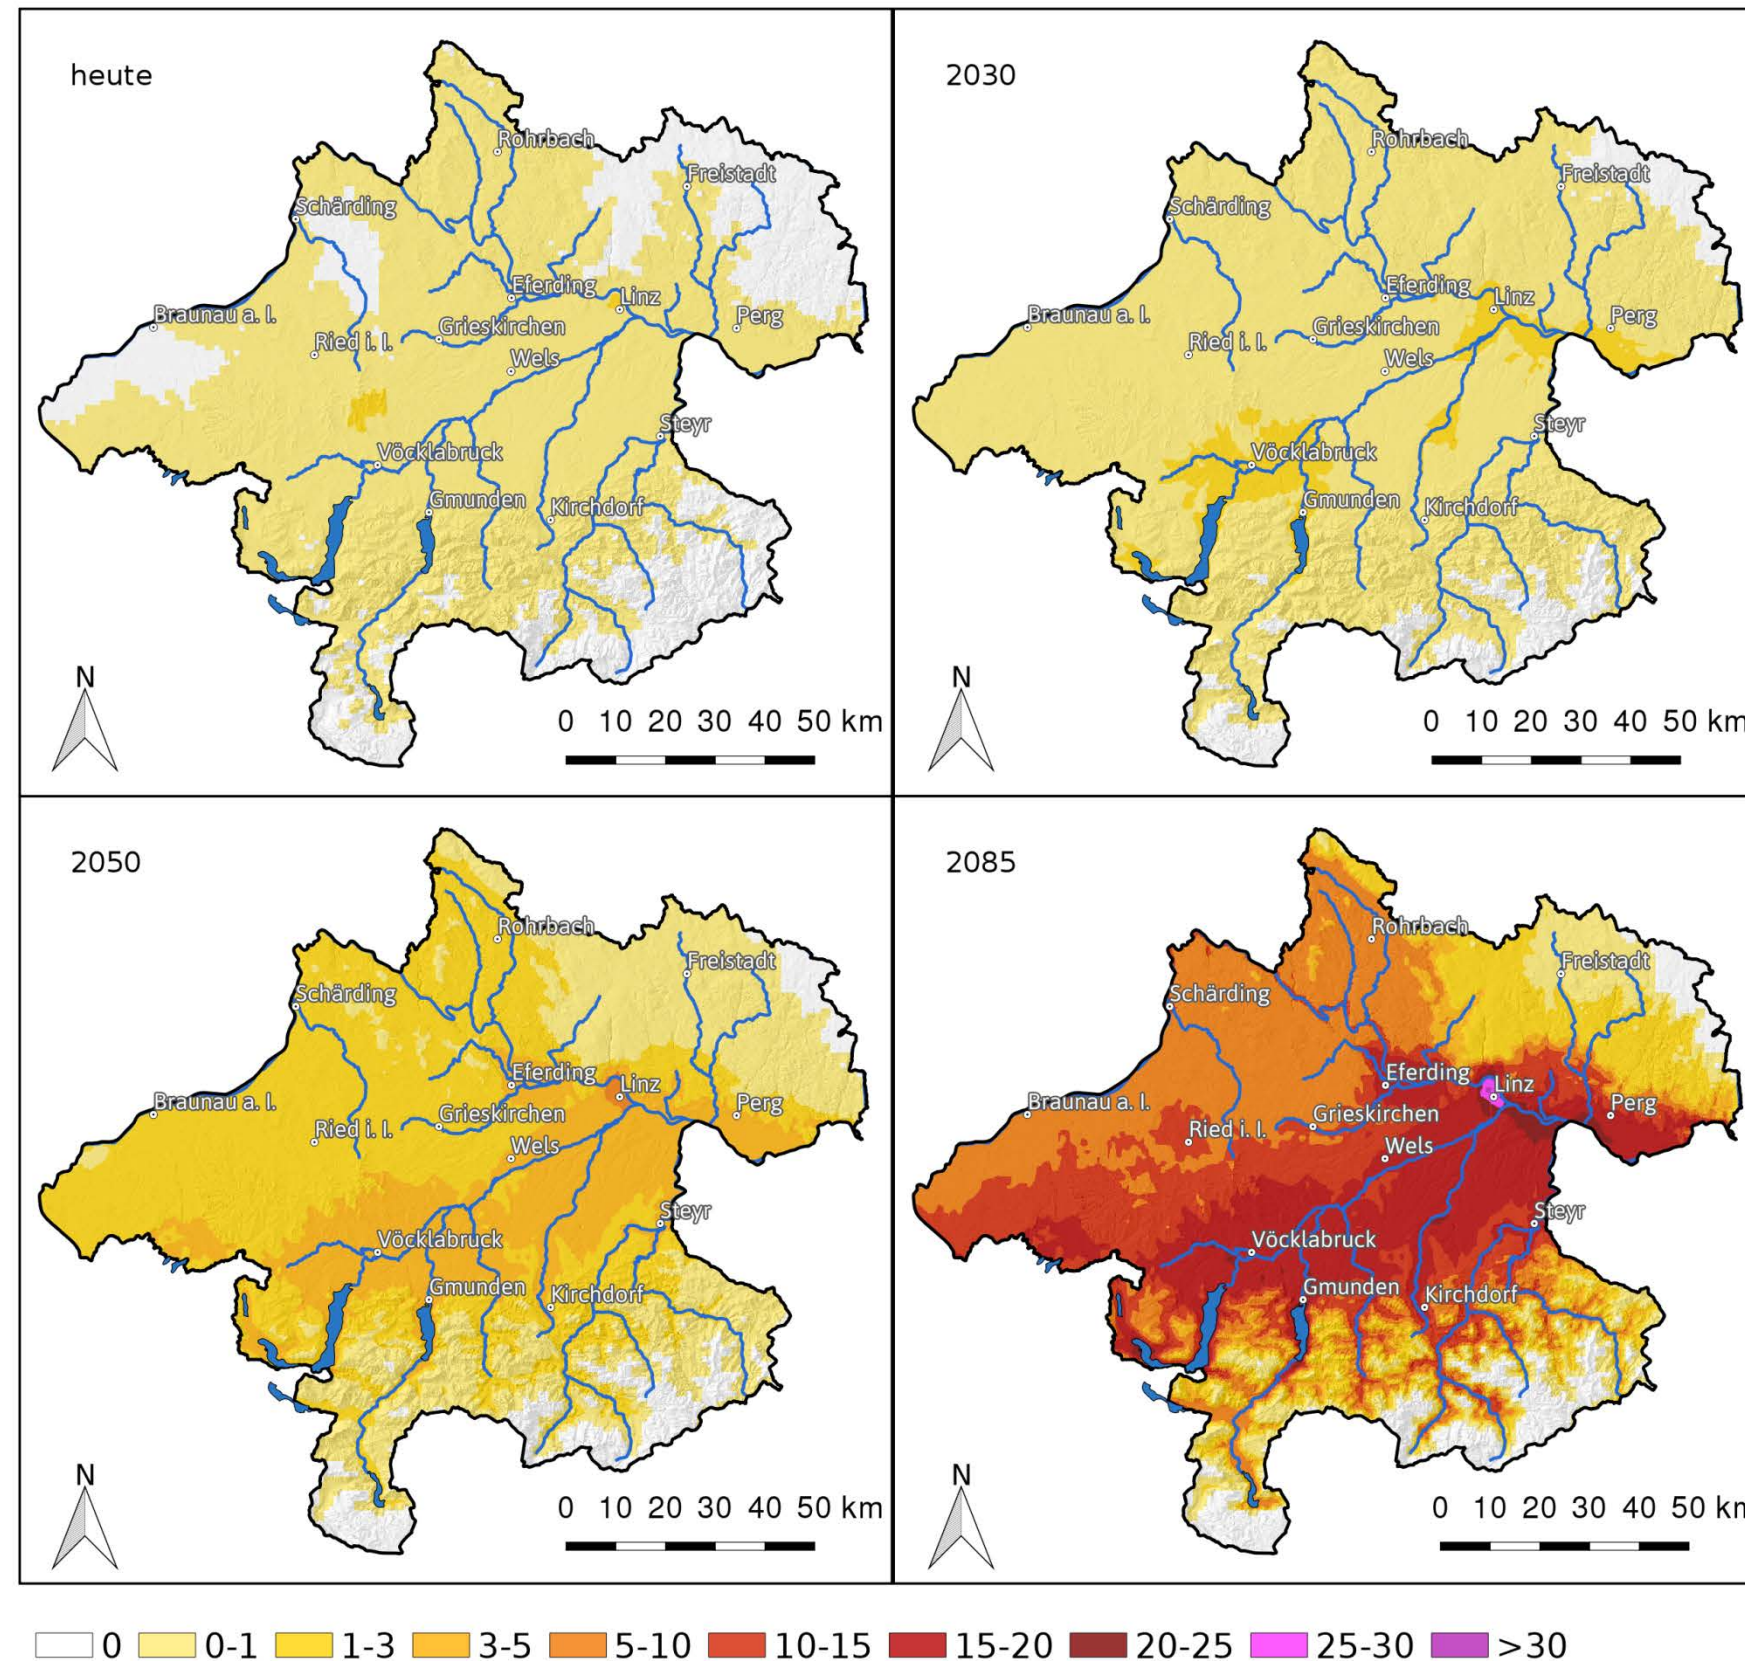 heute
Rohrbach
Freistadt
Schärding
Eferding
Linz
Braunau a. I.
Grieskirchen
Perg
Ried i. I.
Wels
Steyr
Vöcklabruck
Gmunden
Kirchdorf
N
0 10 20 30 40 50 km
2030
Rohrbach
Freistadt
Schärding
Eferding
Linz
Braunau a. I.
Grieskirchen
Perg
Ried i. I.
Wels
Steyr
Vöcklabruck
Gmunden
Kirchdorf
N
0 10 20 30 40 50 km
2050
Rohrbach
Freistadt
Schärding
Eferding
Linz
Braunau a. I.
Grieskirchen
Perg
Ried i. I.
Wels
Steyr
Vöcklabruck
Gmunden
Kirchdorf
N
0 10 20 30 40 50 km
2085
Rohrbach
Freistadt
Schärding
Eferding
Linz
Braunau a. I.
Grieskirchen
Perg
Ried i. I.
Wels
Steyr
Vöcklabruck
Gmunden
Kirchdorf
N
0 10 20 30 40 50 km
0 0-1 1-3 3-5 5-10 10-15 15-20 20-25 25-30 >30